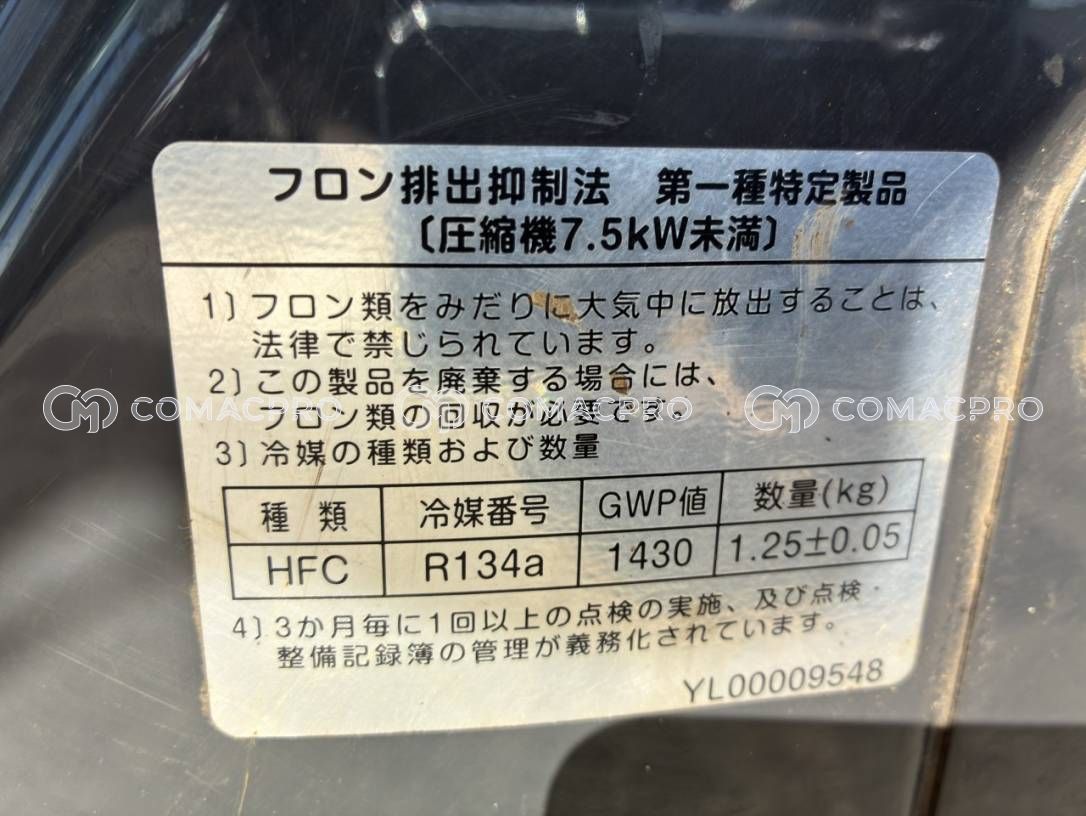 フロン排出抑制法 第一種特定製品
〔圧縮機7.5kW未満〕
1〕フロン類をみだりに大気中に放出することは、
法律で禁じられています。
2〕この製品を廃棄する場合には、
フロン類の回収が必要です。
COMACPRO COMACPRO COMACPRO
3〕冷媒の種類および数量
種 類 冷媒番号 GWP値 数量(kg)
HFC R134a 1430 1.25±0.05
4〕3か月毎に1回以上の点検の実施、及び点検・
整備記録簿の管理が義務化されています。
YL00009548